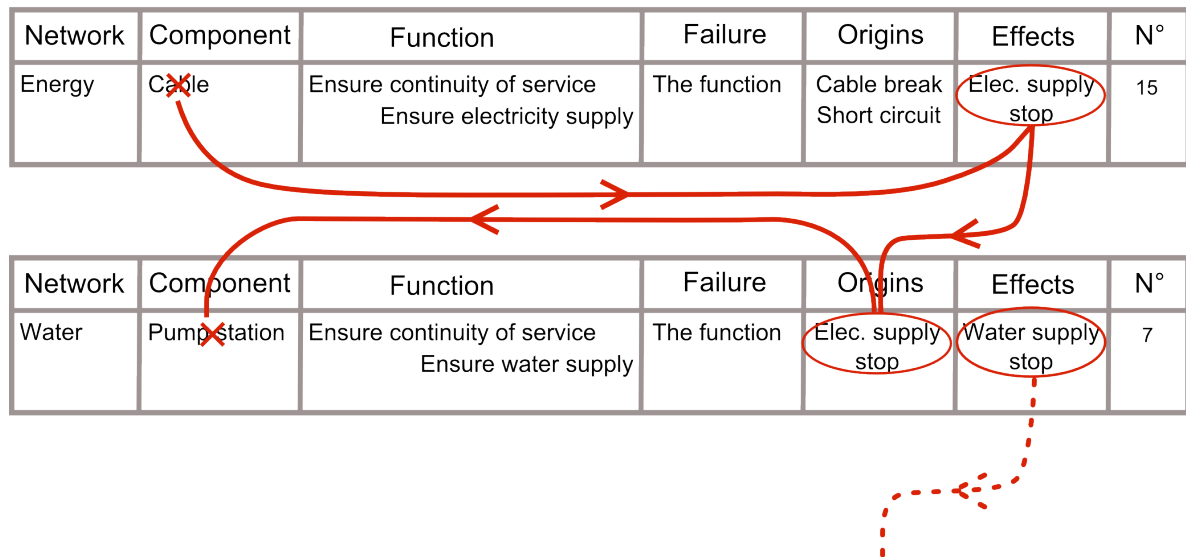 Network Component Function Failure Origins Effects N°
Energy Cable Ensure continuity of service The function Cable break Elec. supply 15
Ensure electricity supply Short circuit stop
Network Component Function Failure Origins Effects N°
Water Pump station Ensure continuity of service The function Elec. supply Water supply 7
Ensure water supply stop stop